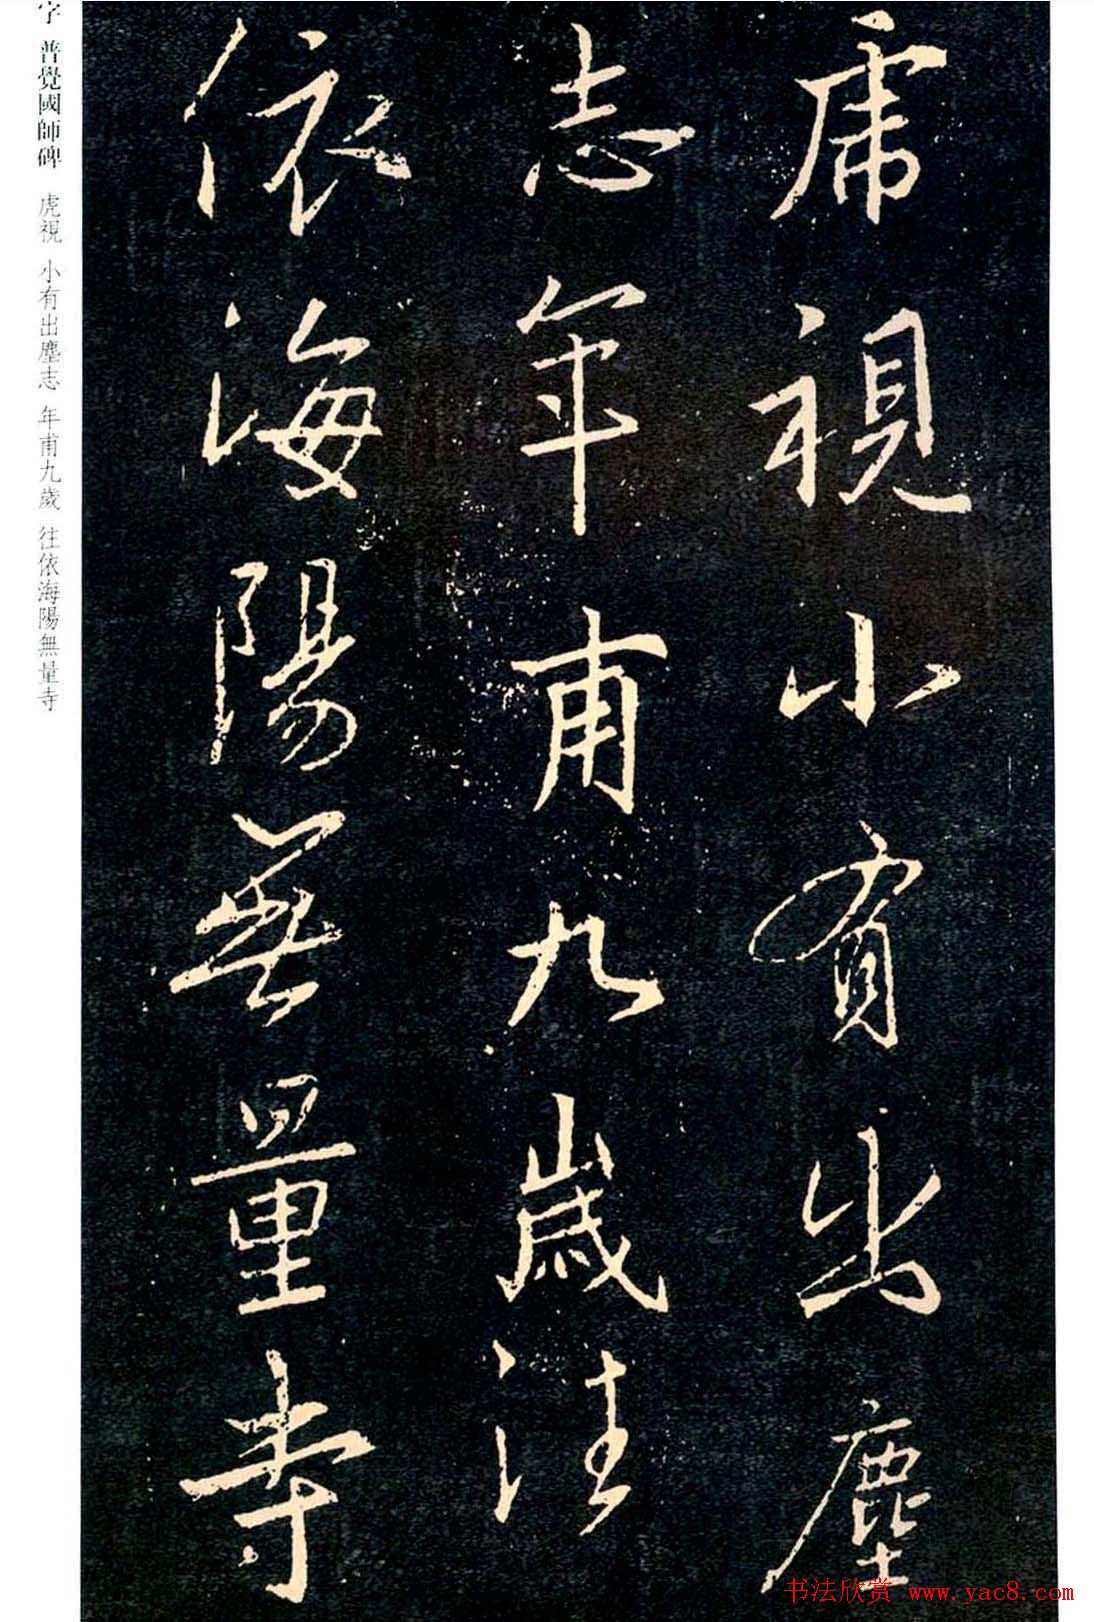 虎視小有出塵
志年甫九歲往
依海陽無量寺
字 普覺國師碑 虎視 小有出塵志 年甫九歲 往依海陽無量寺
书法欣赏 www.yac8.com